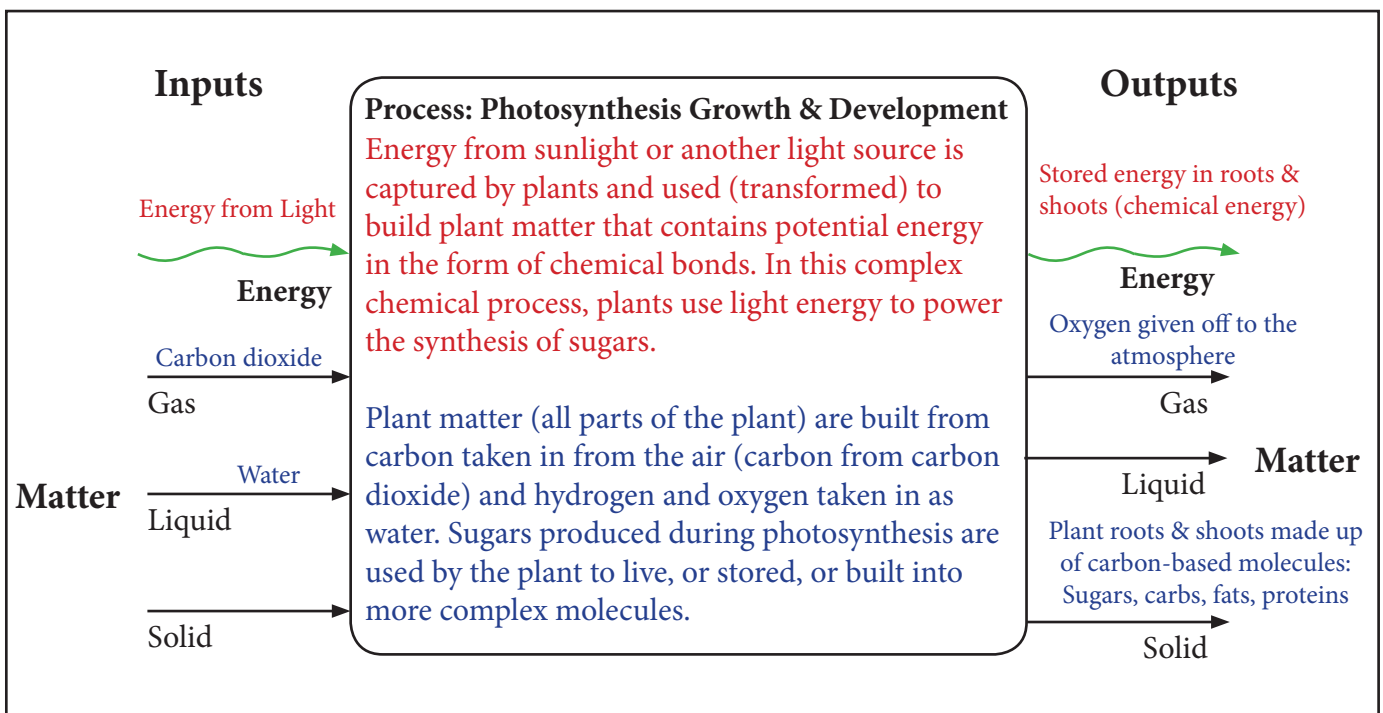 Inputs
Outputs
Process: Photosynthesis Growth & Development
Energy from sunlight or another light source is
captured by plants and used (transformed) to
build plant matter that contains potential energy
in the form of chemical bonds. In this complex
chemical process, plants use light energy to power
the synthesis of sugars.
Plant matter (all parts of the plant) are built from
carbon taken in from the air (carbon from carbon
dioxide) and hydrogen and oxygen taken in as
water. Sugars produced during photosynthesis are
used by the plant to live, or stored, or built into
more complex molecules.
Energy from Light
Energy
Carbon dioxide
Gas
Matter
Water
Liquid
Solid
Stored energy in roots &
shoots (chemical energy)
Energy
Oxygen given off to the
atmosphere
Gas
Liquid
Matter
Plant roots & shoots made up
of carbon-based molecules:
Sugars, carbs, fats, proteins
Solid